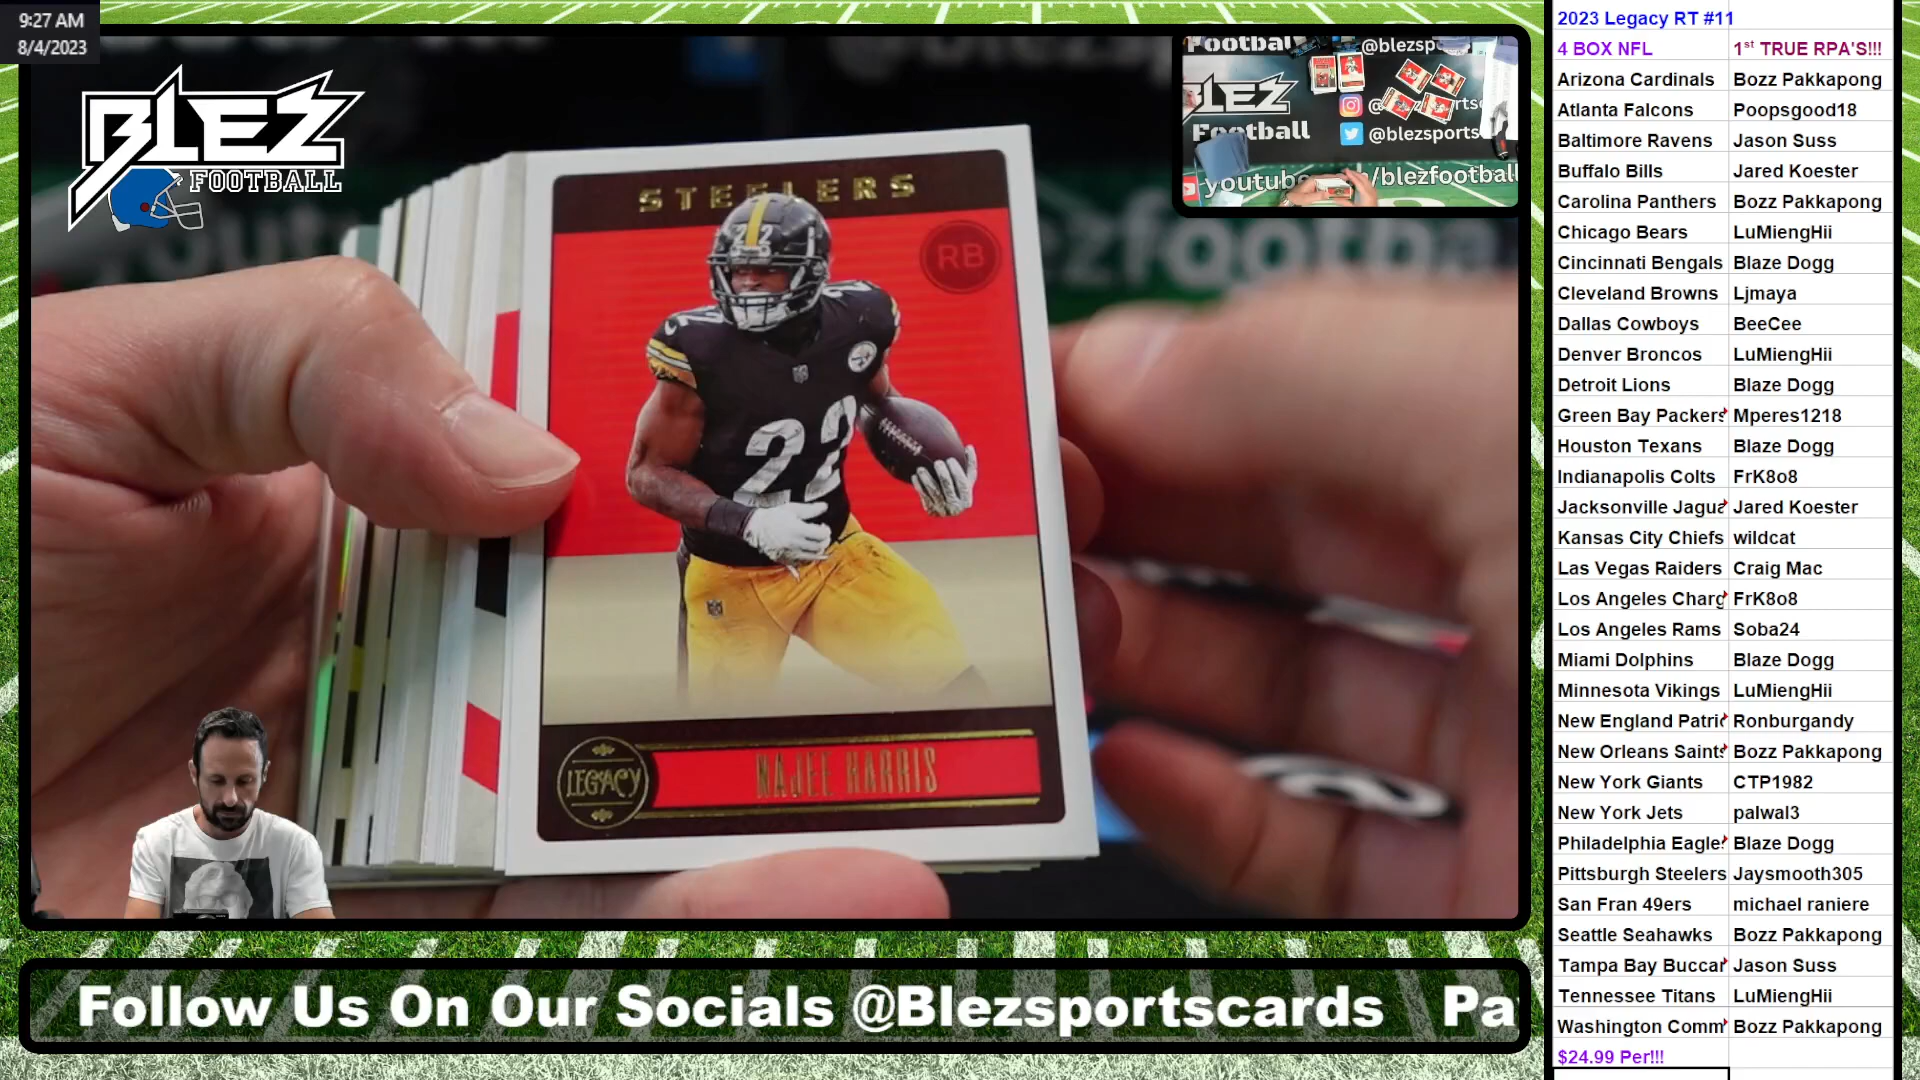 9:27 AM
8/4/2023
BLEZ
FOOTBALL
STEELERS
RB
22
22
22
LEGACY
NAJEE HARRIS
Football
@blezsp
BLEZ
Football
@blezsports
youtube
/blezfootball
Follow Us On Our Socials @Blezsportscards Pa
2023 Legacy RT #11
4 BOX NFL 1st TRUE RPA'S!!!
Arizona Cardinals Bozz Pakkapong
Atlanta Falcons Poopsgood18
Baltimore Ravens Jason Suss
Buffalo Bills Jared Koester
Carolina Panthers Bozz Pakkapong
Chicago Bears LuMiengHii
Cincinnati Bengals Blaze Dogg
Cleveland Browns Ljmaya
Dallas Cowboys BeeCee
Denver Broncos LuMiengHii
Detroit Lions Blaze Dogg
Green Bay Packers Mperes1218
Houston Texans Blaze Dogg
Indianapolis Colts FrK8o8
Jacksonville Jagua Jared Koester
Kansas City Chiefs wildcat
Las Vegas Raiders Craig Mac
Los Angeles Charg FrK8o8
Los Angeles Rams Soba24
Miami Dolphins Blaze Dogg
Minnesota Vikings LuMiengHii
New England Patric Ronburgandy
New Orleans Saints Bozz Pakkapong
New York Giants CTP1982
New York Jets palwal3
Philadelphia Eagle Blaze Dogg
Pittsburgh Steelers Jaysmooth305
San Fran 49ers michael raniere
Seattle Seahawks Bozz Pakkapong
Tampa Bay Buccar Jason Suss
Tennessee Titans LuMiengHii
Washington Comm Bozz Pakkapong
$24.99 Per!!!